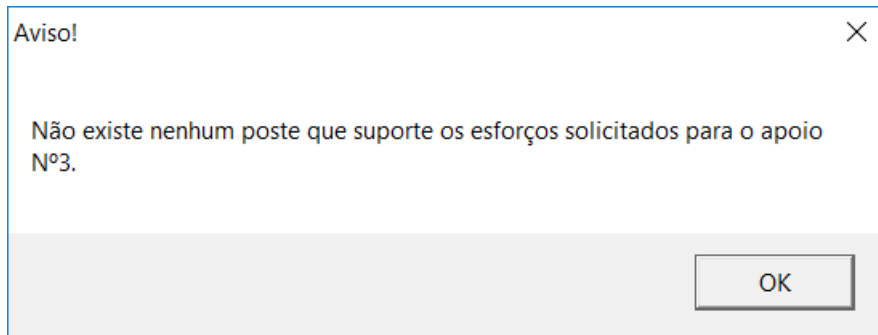 Aviso!
Não existe nenhum poste que suporte os esforços solicitados para o apoio
Nº3.
OK